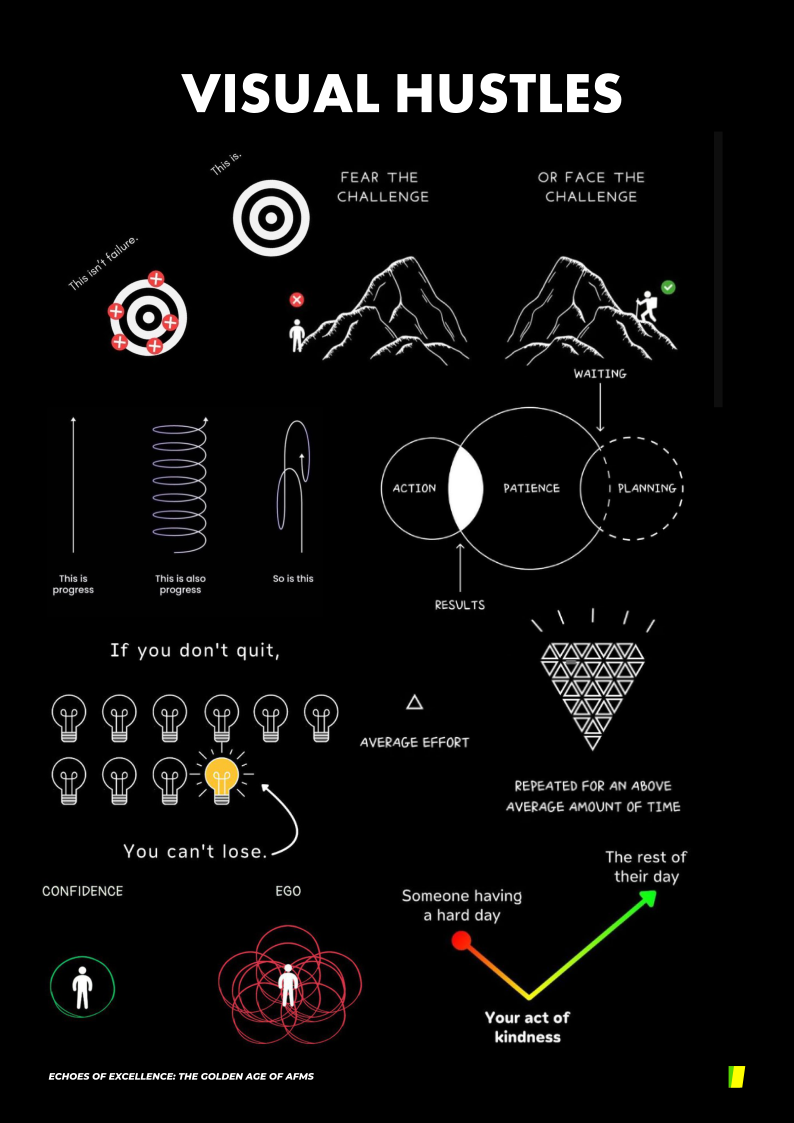 VISUAL HUSTLES
This is.
This isn't failure.
FEAR THE
CHALLENGE
OR FACE THE
CHALLENGE
This is
progress
This is also
progress
So is this
WAITING
ACTION
PATIENCE
PLANNING
RESULTS
If you don't quit,
You can't lose.
AVERAGE EFFORT
REPEATED FOR AN ABOVE
AVERAGE AMOUNT OF TIME
CONFIDENCE
EGO
Someone having
a hard day
The rest of
their day
Your act of
kindness
ECHOES OF EXCELLENCE: THE GOLDEN AGE OF AFMS